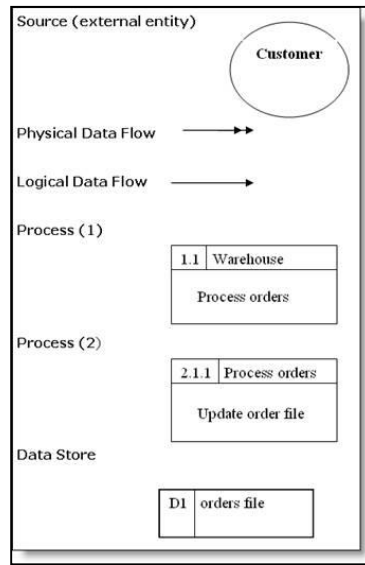 Source (external entity)
Customer
Physical Data Flow
Logical Data Flow
Process (1)
1.1 Warehouse
Process orders
Process (2)
2.1.1 Process orders
Update order file
Data Store
D1 orders file